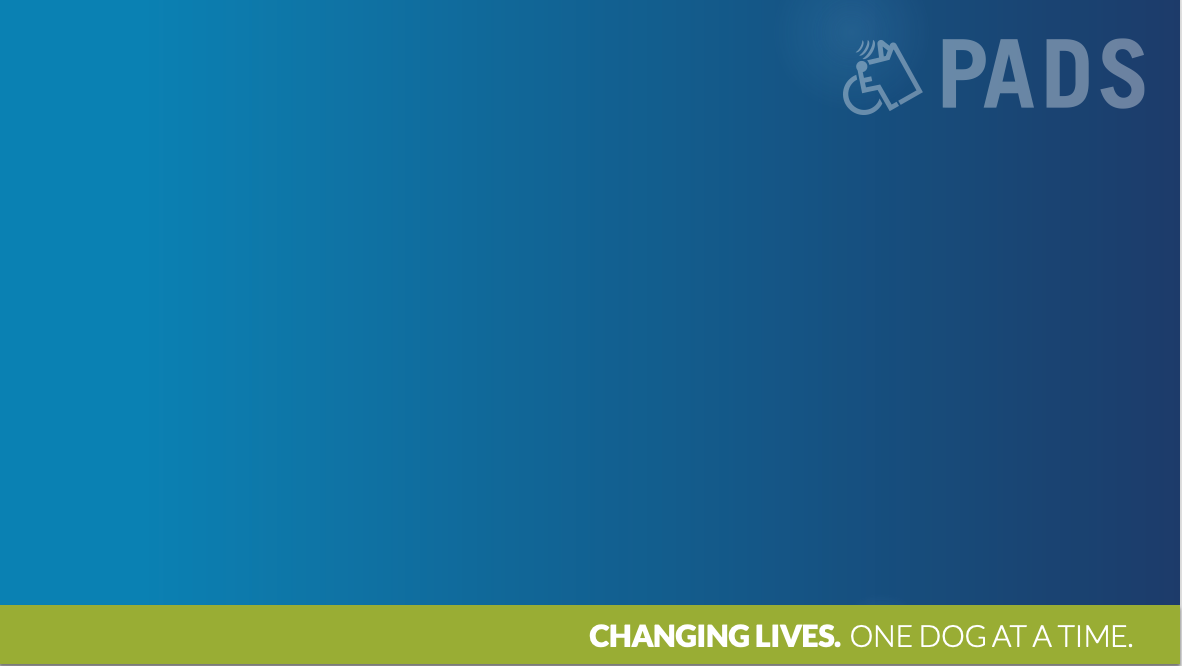 PADS
CHANGING LIVES. ONE DOG AT A TIME.